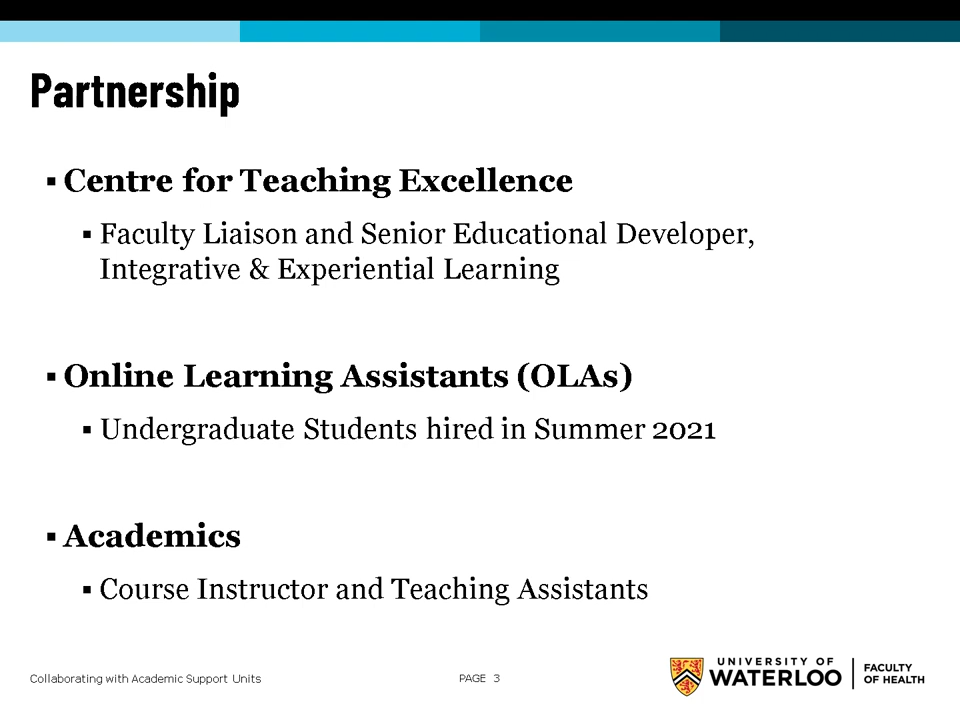 Partnership
▪ Centre for Teaching Excellence
▪ Faculty Liaison and Senior Educational Developer,
Integrative & Experiential Learning
▪ Online Learning Assistants (OLAs)
▪ Undergraduate Students hired in Summer 2021
▪ Academics
▪ Course Instructor and Teaching Assistants
Collaborating with Academic Support Units
PAGE 3
UNIVERSITY OF
WATERLOO
FACULTY
OF HEALTH